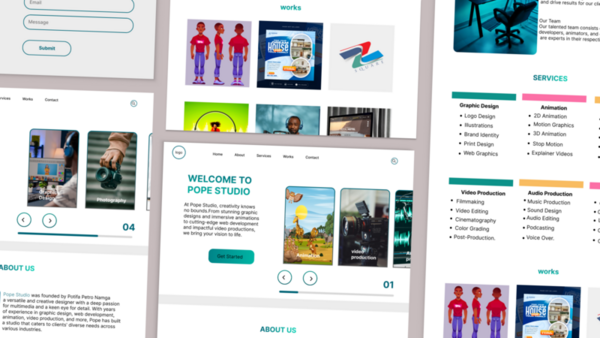 Email
Message
Submit
Services
Works
Contact
Photography
04
ABOUT US
Pope Studio was founded by Polila Petro Namga
a versatile and creative designer with a deep passion
for multimedia and a keen eye for detail. With years
of experience in graphic design, web development,
animation, video production, and more, Pope has built
a studio that caters to clients' diverse needs across
various industries.
works
HOUSE
logo
Home
About
Services
Works
Contact
WELCOME TO
POPE STUDIO
At Pope Studio, creativity knows
no bounds.From stunning graphic
designs and immersive animations
to cutting-wage web development
and impactful video productions,
we bring your vision to life.
Get Started
video
production
01
ABOUT US
and drive results for our
Our Team
Our talented team consists
developers, animators, and
are experts in their
SERVICES
Graphic Design
• Logo Design
• Illustrations
• Brand Identity
• Print Design
• Web Graphics
Animation
• 2D Animation
• Motion Graphics
• 3D Animation
• Stop Motion
• Explainer Videos
Video Production
• Filmmaking
• Video Editing
• Cinematography
• Color Grading
• Post-Production.
Audio Production
• Music Production
• Sound Design
• Audio Editing
• Podcasting
• Voice Over.
works
HOUSE